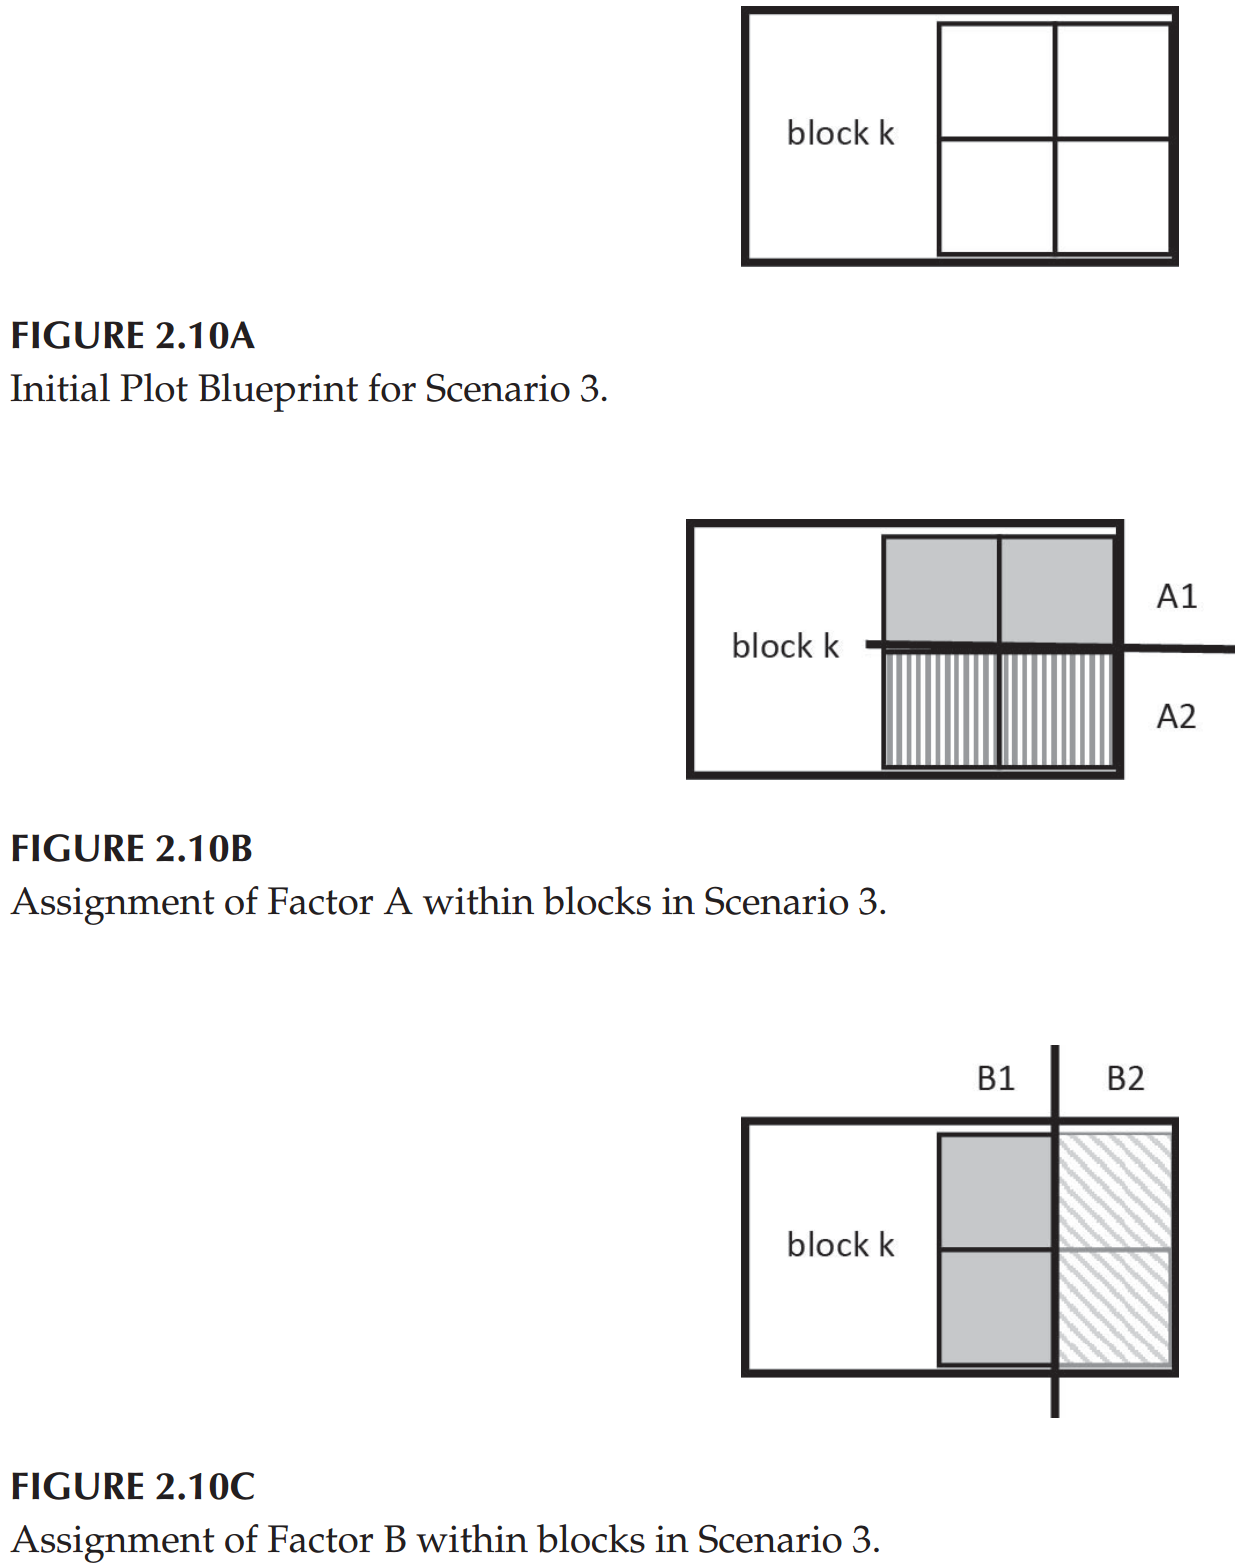 block k
FIGURE 2.10A
Initial Plot Blueprint for Scenario 3.
A1
block k
A2
FIGURE 2.10B
Assignment of Factor A within blocks in Scenario 3.
B1 B2
block k
FIGURE 2.10C
Assignment of Factor B within blocks in Scenario 3.